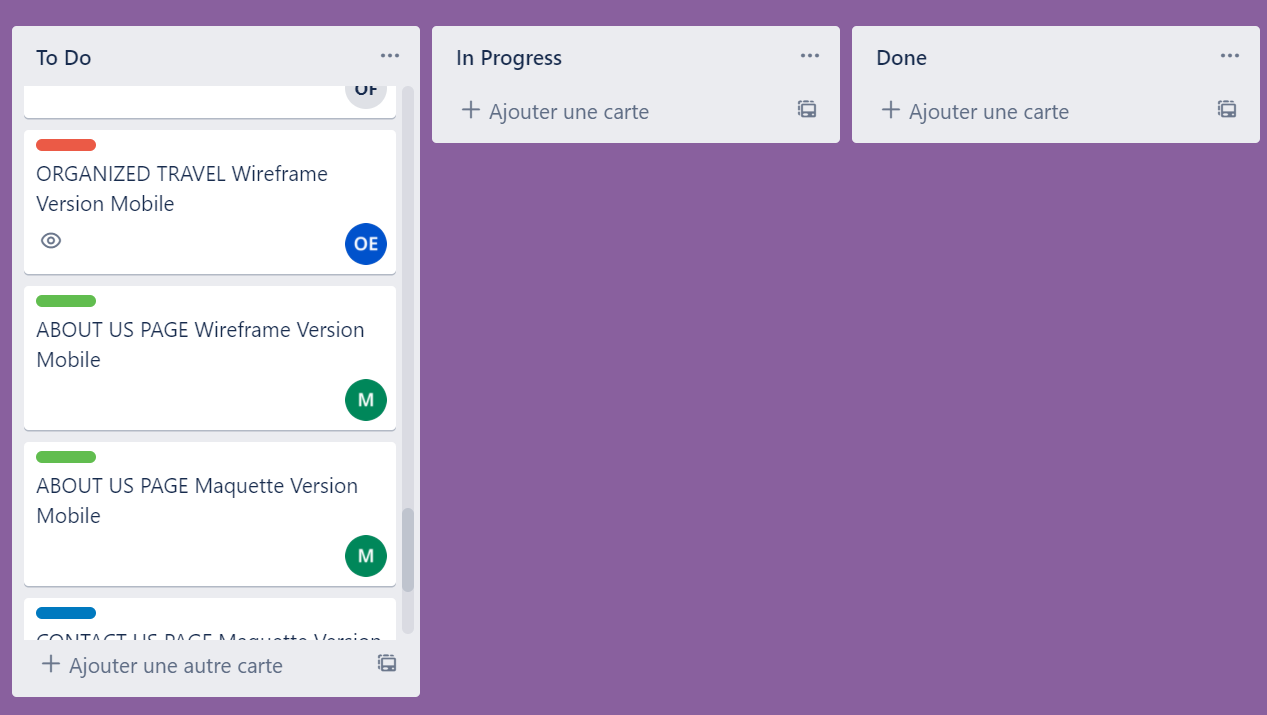 To Do
OF
ORGANIZED TRAVEL Wireframe
Version Mobile
OE
ABOUT US PAGE Wireframe Version
Mobile
M
ABOUT US PAGE Maquette Version
Mobile
M
CONTACT US PAGE Maquette Version
Ajouter une autre carte
In Progress
Ajouter une carte
Done
Ajouter une carte